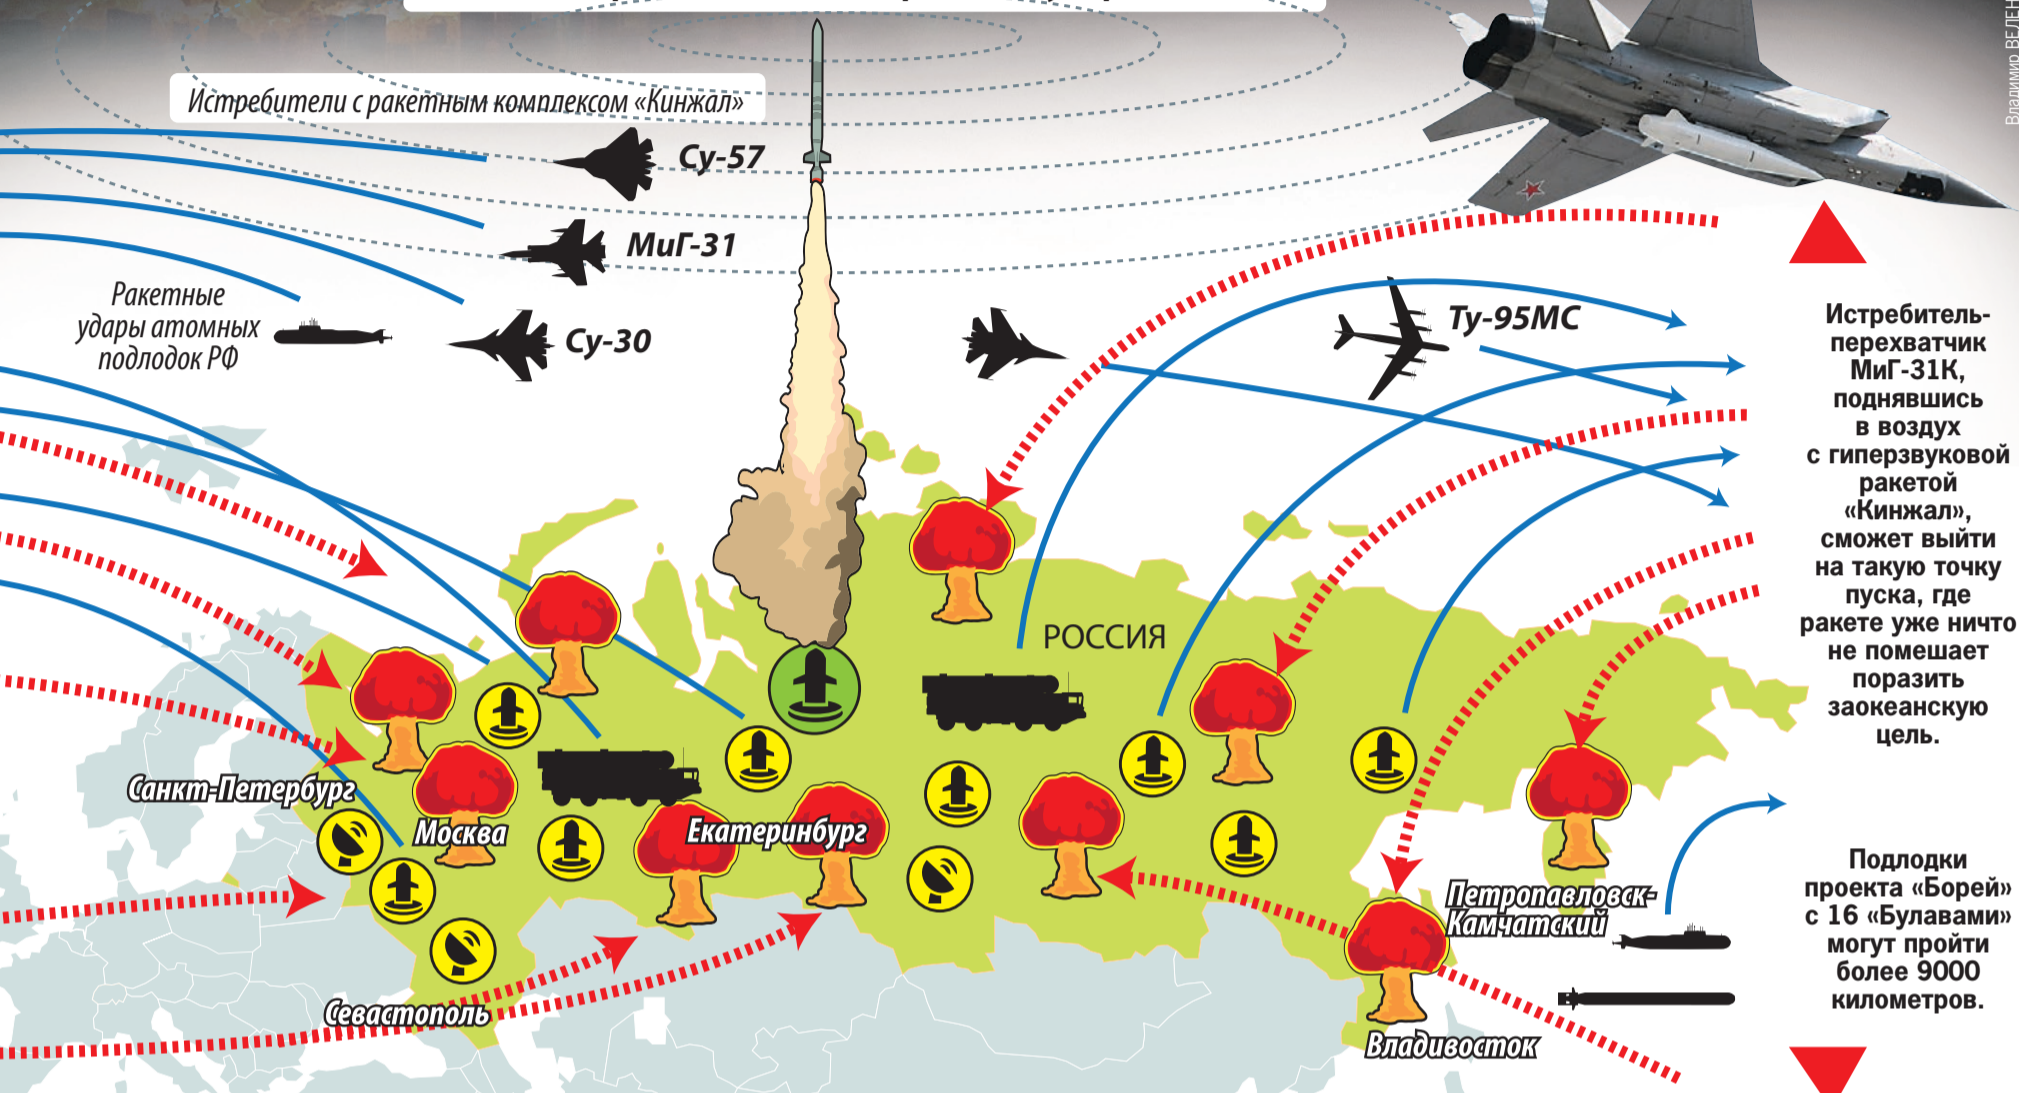 Владимир ВЕЛЕН
Истребители с ракетным комплексом «Кинжал»
Су-57
МиГ-31
Су-30
Ракетные
удары атомных
подлодок РФ
Ту-95МС
Истребитель-
перехватчик
МиГ-31К,
поднявшись
в воздух
с гиперзвуковой
ракетой
«Кинжал»,
сможет выйти
на такую точку
пуска, где
ракете уже ничто
не помешает
поразить
заокеанскую
цель.
РОССИЯ
Санкт-Петербург
Москва
Екатеринбург
Петропавловск-
Камчатский
Севастополь
Владивосток
Подлодки
проекта «Борей»
с 16 «Булавами»
могут пройти
более 9000
километров.